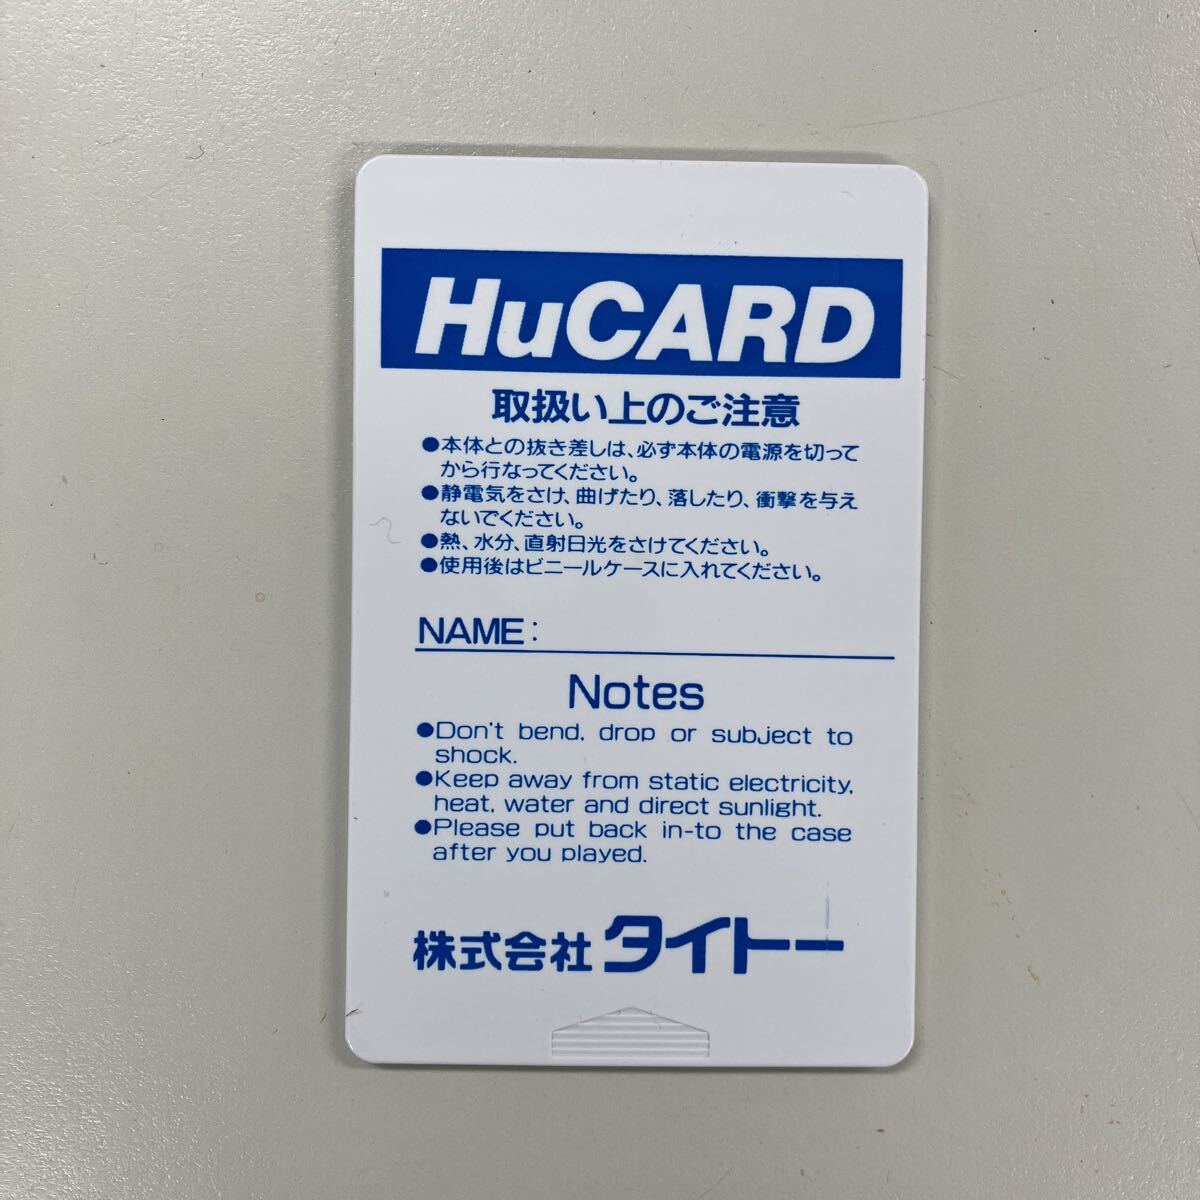 HuCARD
取扱い上のご注意
●本体との抜き差しは、必ず本体の電源を切って
から行なってください。
●静電気をさけ、曲げたり、落したり、衝撃を与え
ないでください。
●熱、水分、直射日光をさけてください。
●使用後はビニールケースに入れてください。
NAME:
Notes
●Don't bend, drop or subject to
shock.
●Keep away from static electricity,
heat, water and direct sunlight.
●Please put back in-to the case
after you played.
株式会社タイトー